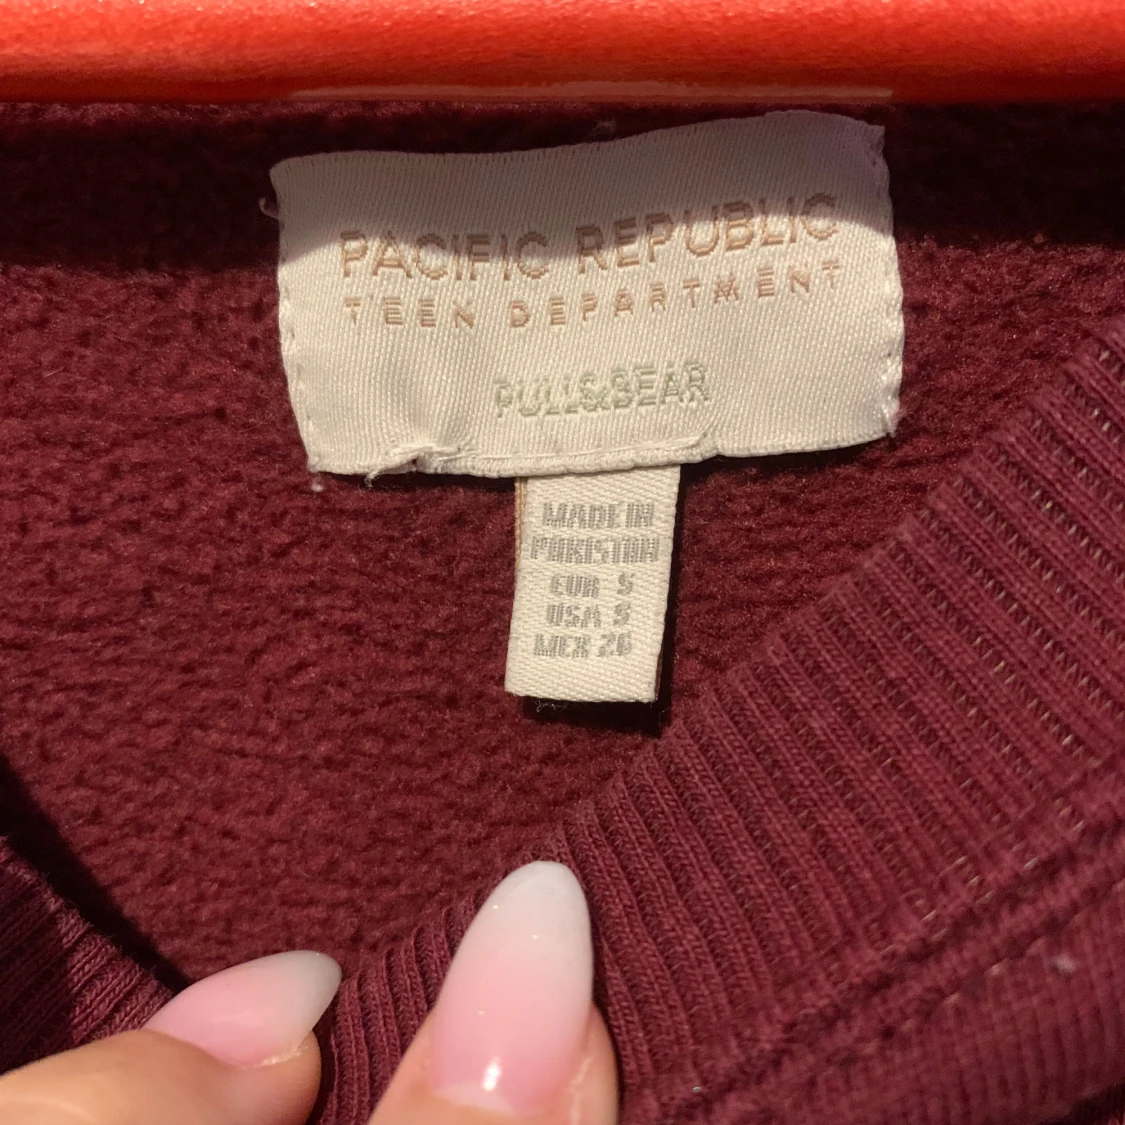 PACIFIC REPUBLIC
TEEN DEPARTMENT
PULL&BEAR
MADE IN
PAKISTAN
EUR S
USA S
MEX 26